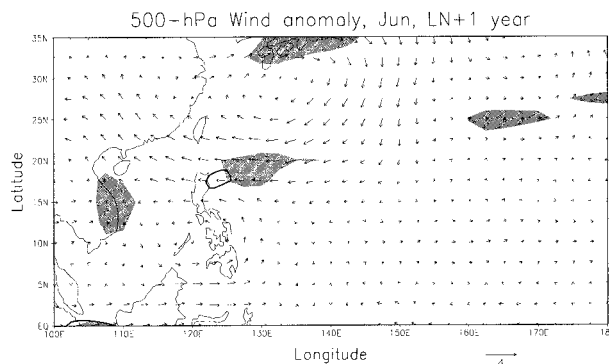 500-hPa Wind anomaly, Jun, LN+1 year
35N
30N
25N
20N
15N
10N
5N
EQ
Latitude
100E 110E 120E 130E 140E 150E 160E 170E 180
Longitude
4